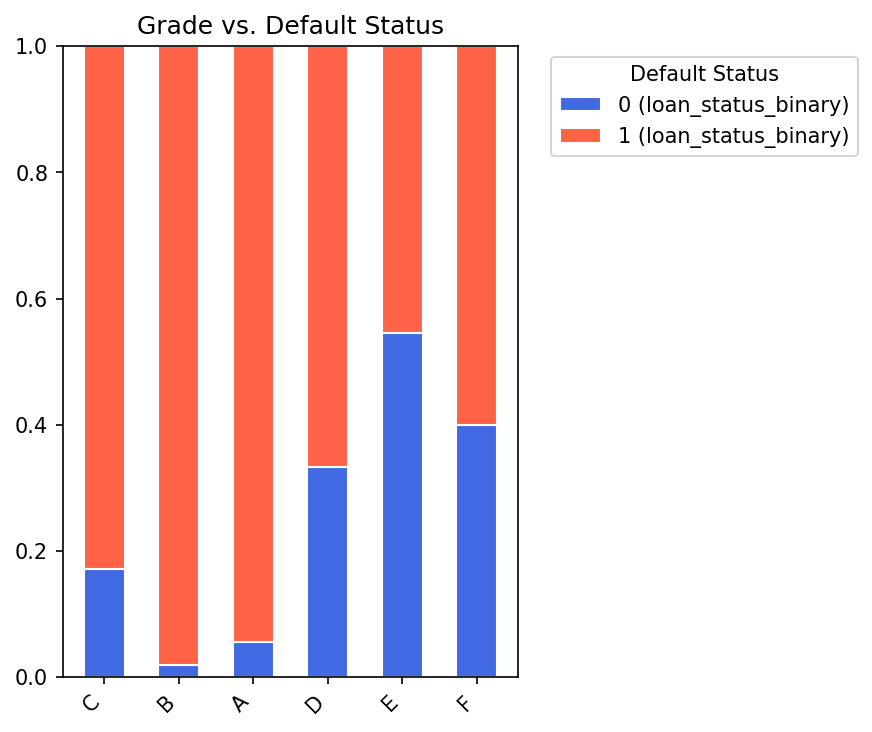 Grade vs. Default Status
1.0
0.8
0.6
0.4
0.2
0.0
C B A D E F
Default Status
0 (loan_status_binary)
1 (loan_status_binary)